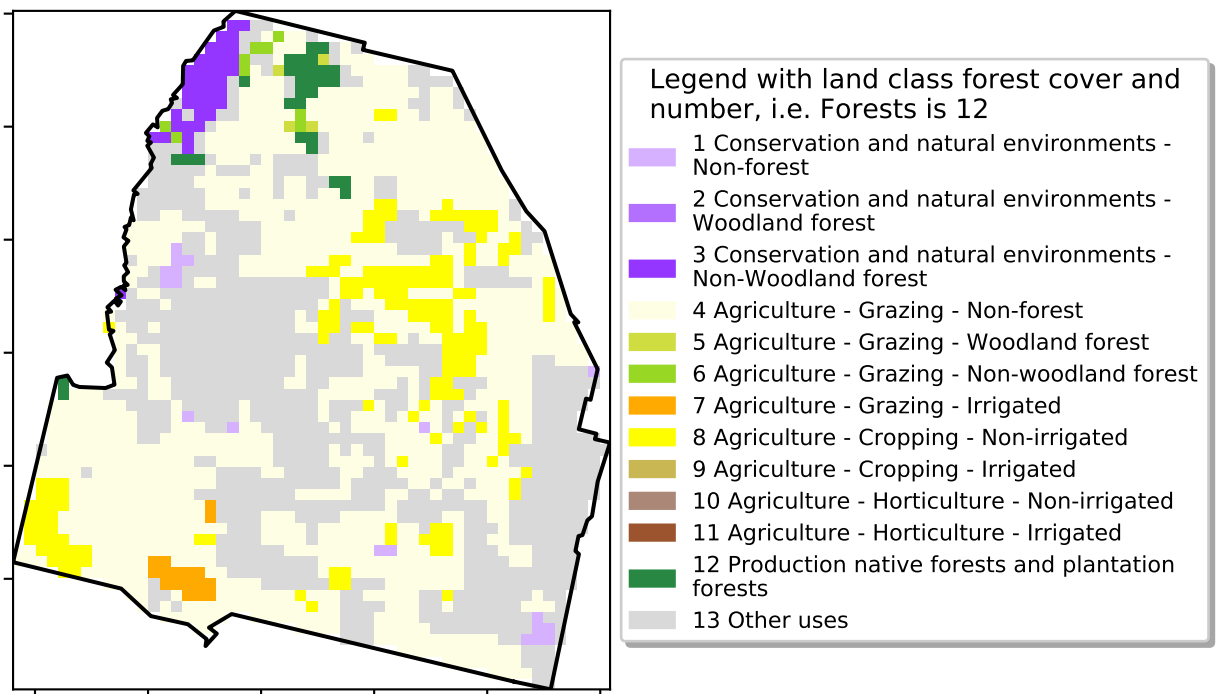 Legend with land class forest cover and
number, i.e. Forests is 12
1 Conservation and natural environments -
Non-forest
2 Conservation and natural environments -
Woodland forest
3 Conservation and natural environments -
Non-Woodland forest
4 Agriculture - Grazing - Non-forest
5 Agriculture - Grazing - Woodland forest
6 Agriculture - Grazing - Non-woodland forest
7 Agriculture - Grazing - Irrigated
8 Agriculture - Cropping - Non-irrigated
9 Agriculture - Cropping - Irrigated
10 Agriculture - Horticulture - Non-irrigated
11 Agriculture - Horticulture - Irrigated
12 Production native forests and plantation
forests
13 Other uses